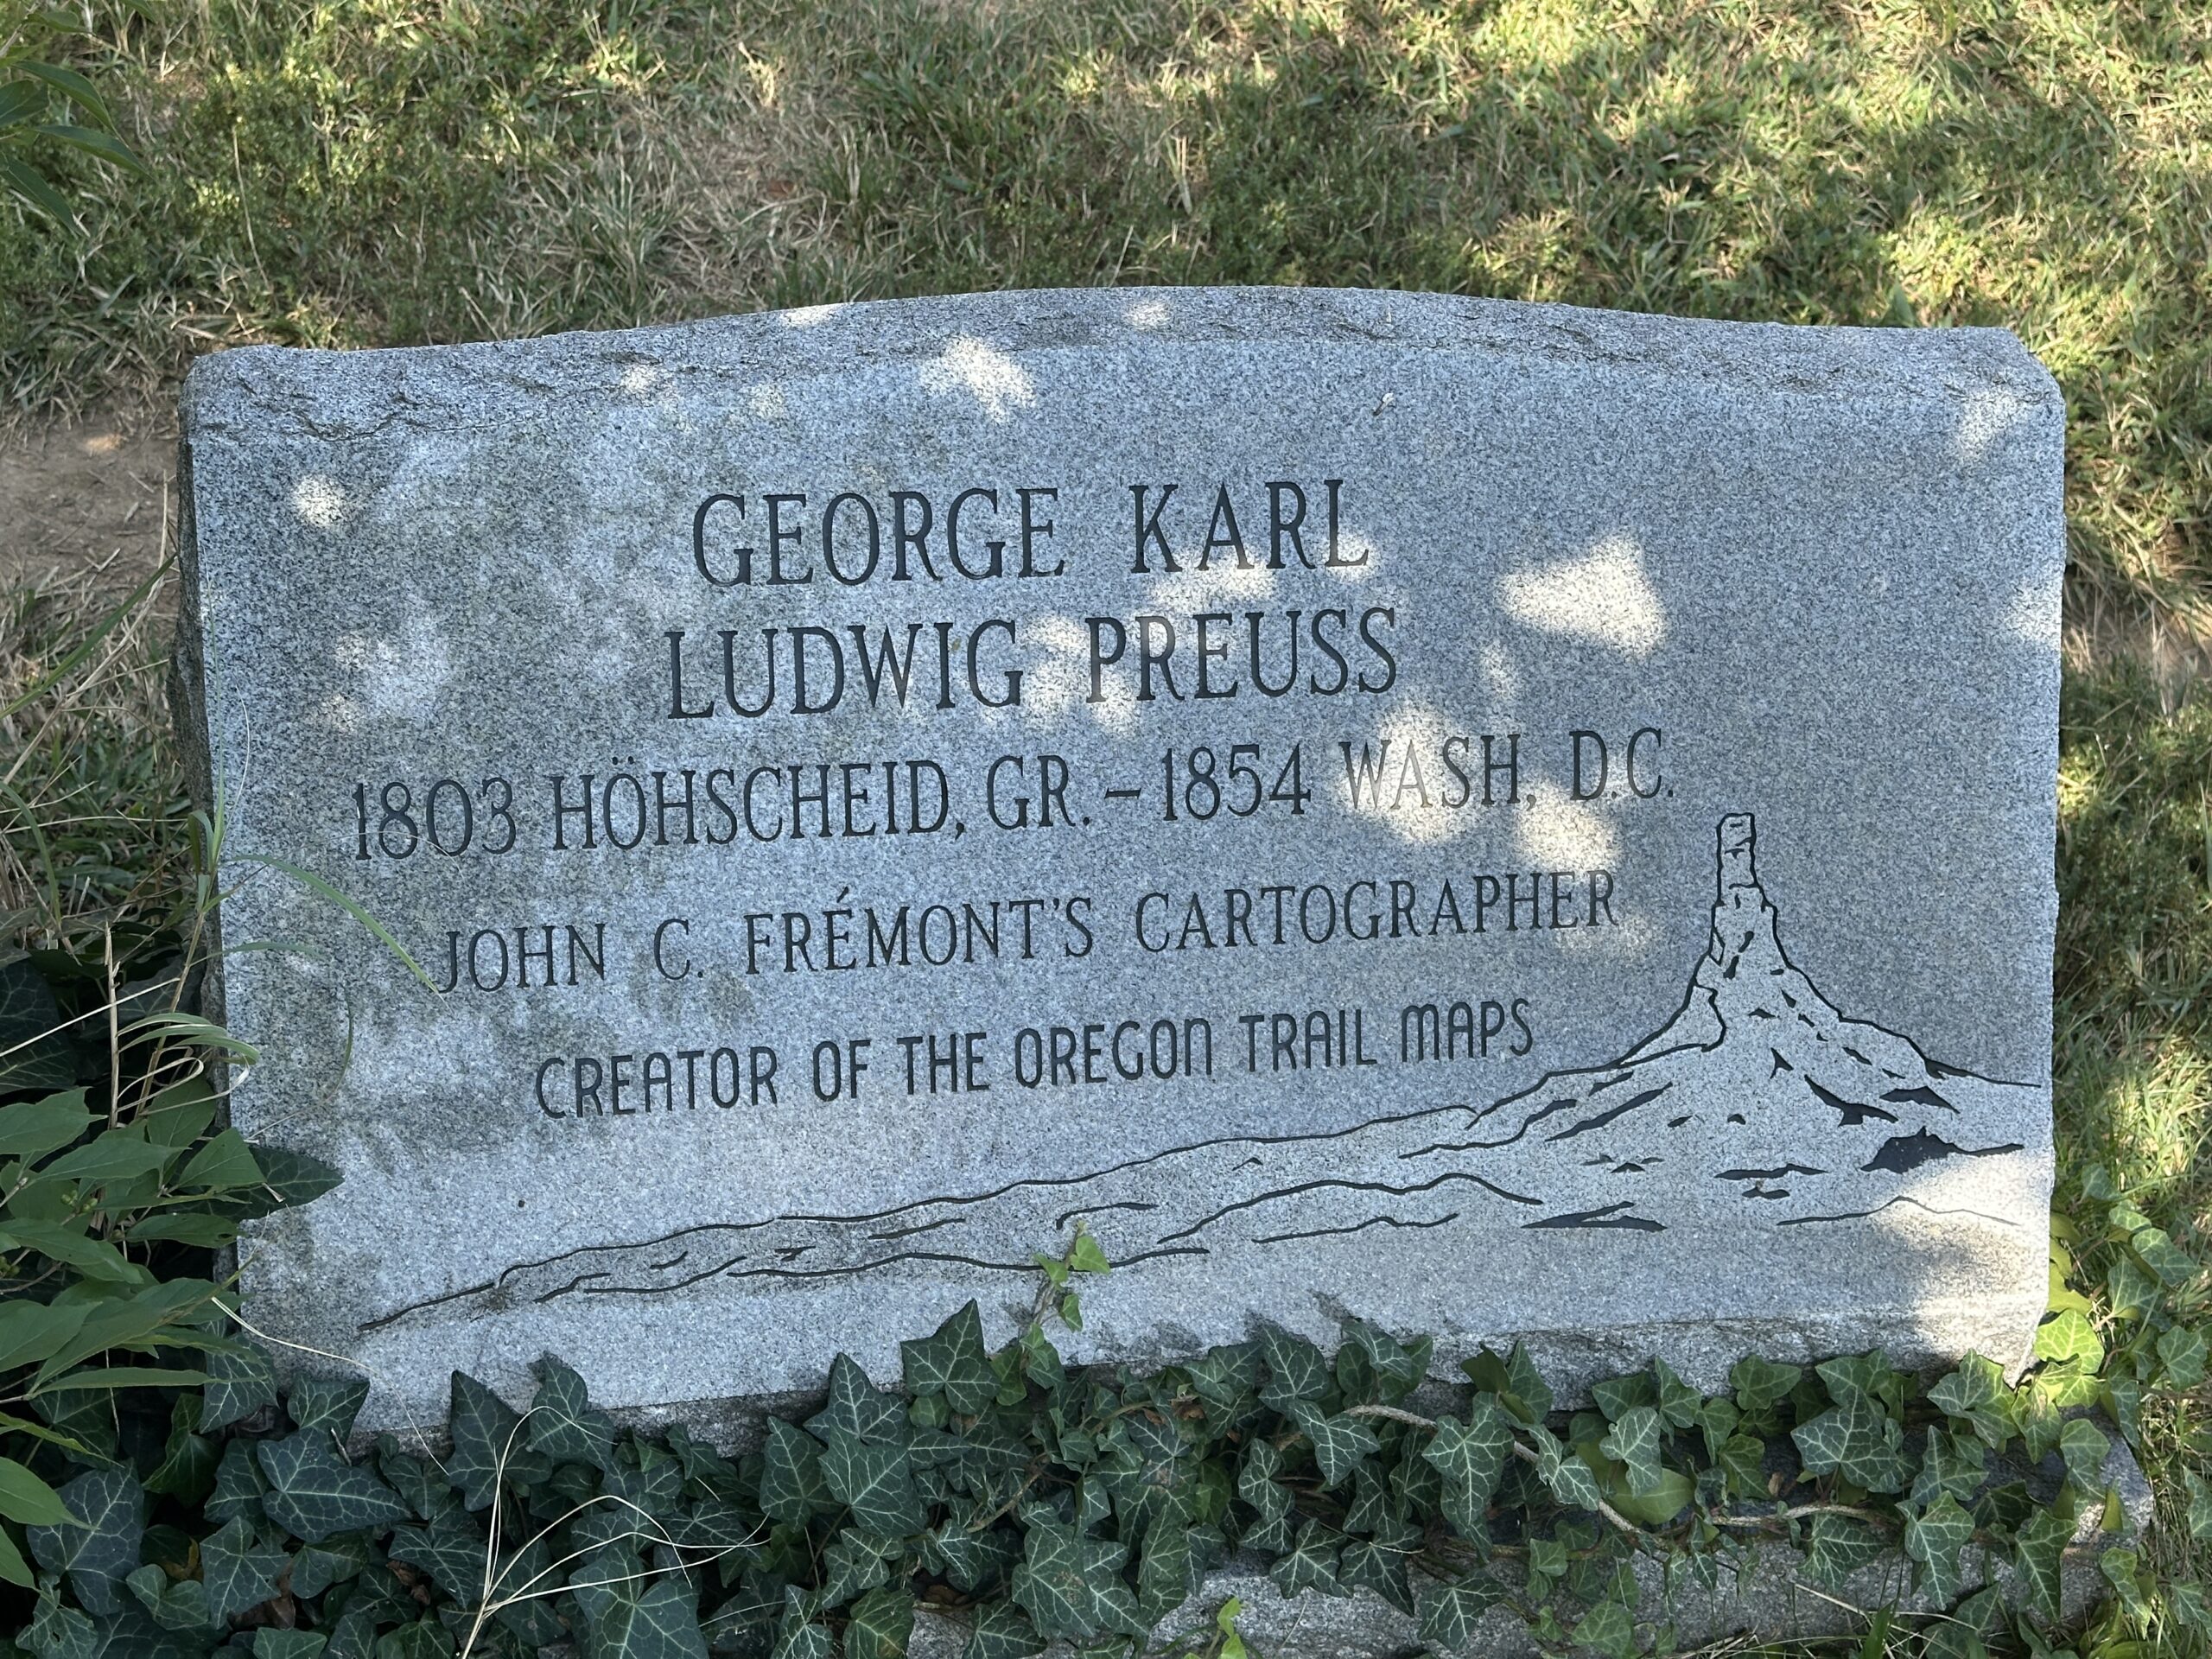 GEORGE KARL
LUDWIG PREUSS
1803 HÖHSCHEID, GR. – 1854 WASH, D.C.
JOHN C. FRÉMONT'S CARTOGRAPHER
CREATOR OF THE OREGON TRAIL MAPS